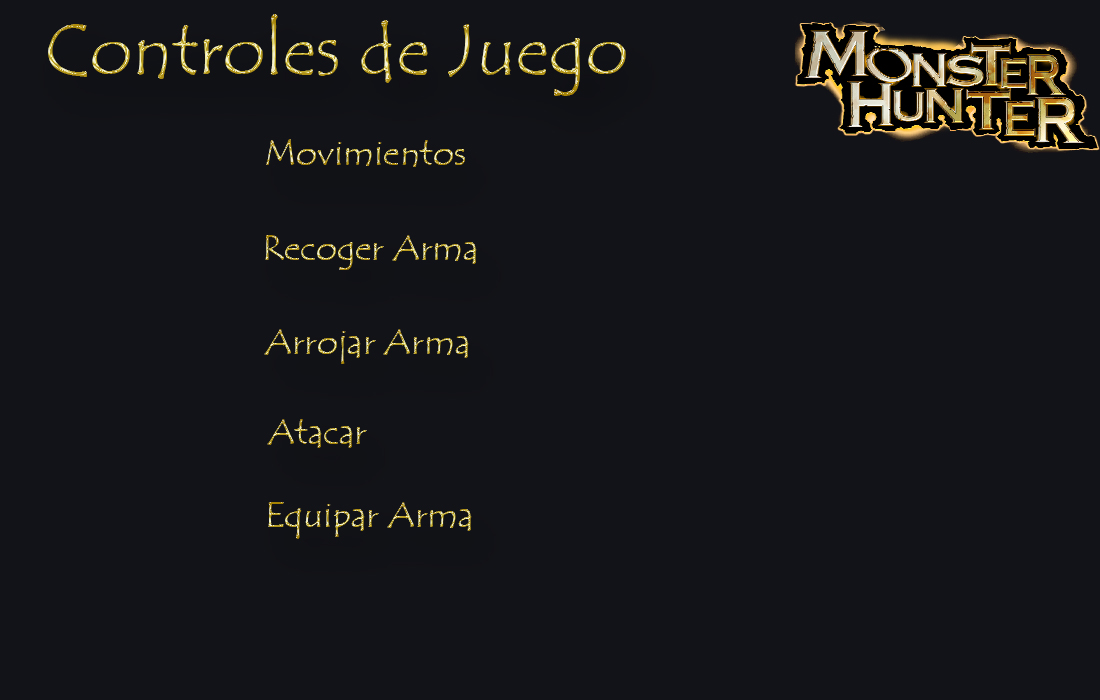 Controles de Juego
MONSTER
HUNTER
Movimientos
Recoger Arma
Arrojar Arma
Atacar
Equipar Arma